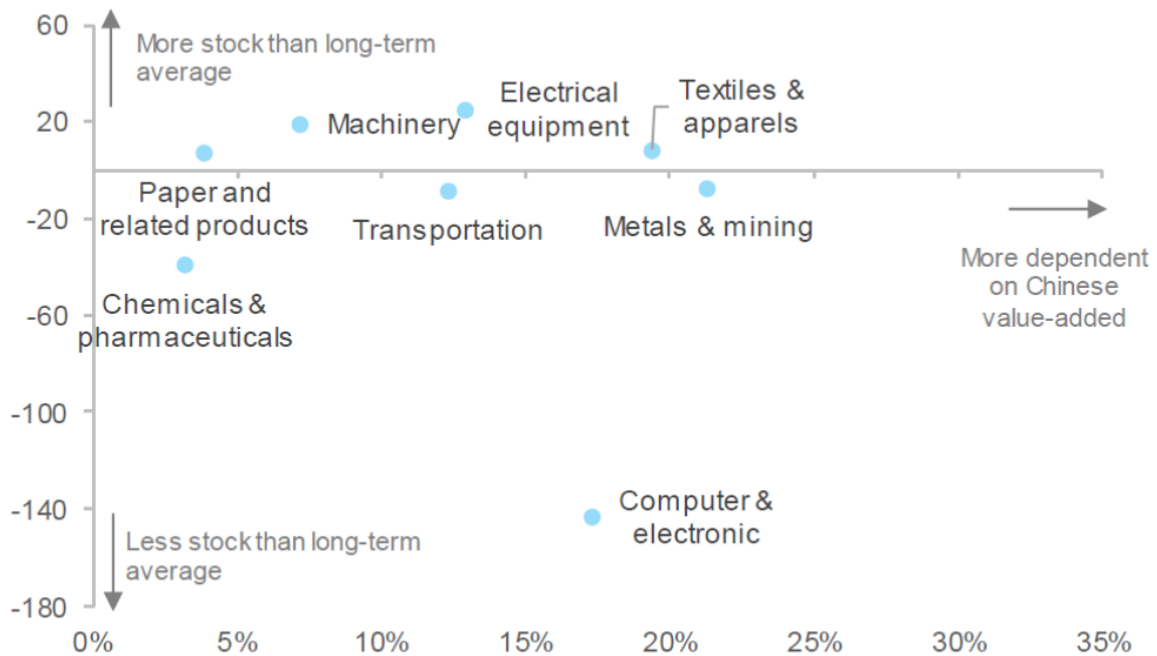 60
More stock than long-term
average
20
Machinery
Electrical
equipment
Textiles &
apparels
-20
Paper and
related products
Transportation
Metals & mining
More dependent
on Chinese
value-added
-60
Chemicals &
pharmaceuticals
-100
-140
Computer &
electronic
Less stock than long-term
average
-180
0% 5% 10% 15% 20% 25% 30% 35%